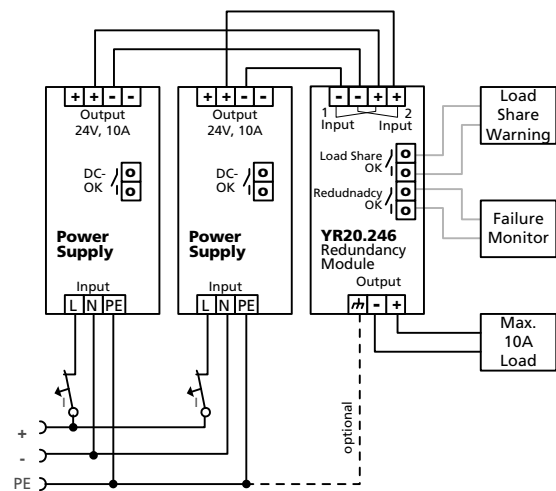 + + - -
Output
24V, 10A
DC-
OK
Power
Supply
Input
L N PE
+ + - -
Output
24V, 10A
DC-
OK
Power
Supply
Input
L N PE
- - + +
1 2
Input Input
Load Share
OK
Redudnadcy
OK
YR20.246
Redundancy
Module
Output
- +
Load
Share
Warning
Failure
Monitor
Max.
10A
Load
I
I
optional
+
-
PE